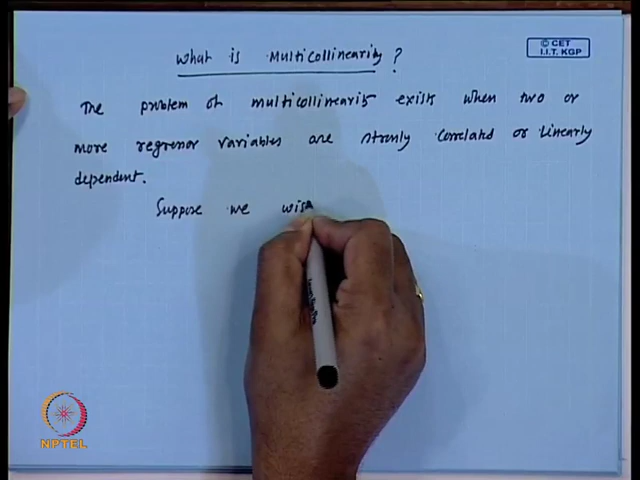 What is Multicollinearity?
© CET
I.I.T. KGP
The problem of multicollinearity exists when two or
more regressor variables are strongly correlated or linearly
dependent.
Suppose we wish
NPTEL